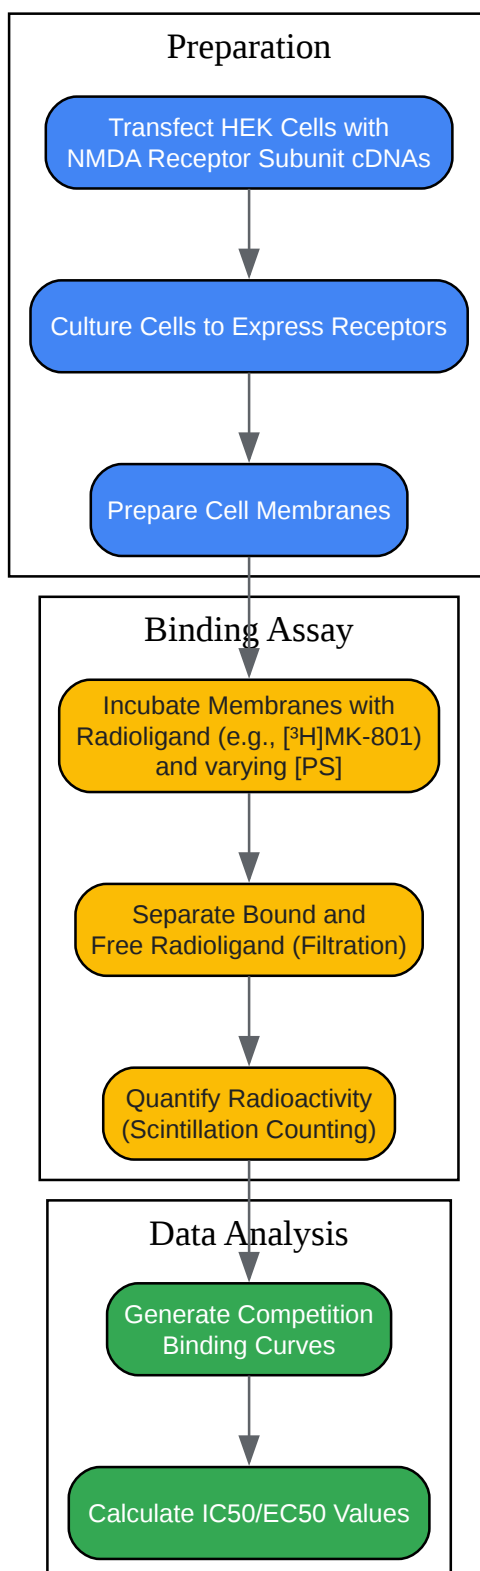 Preparation
Transfect HEK Cells with
NMDA Receptor Subunit cDNAs
Culture Cells to Express Receptors
Prepare Cell Membranes
Binding Assay
Incubate Membranes with
Radioligand (e.g., [³H]MK-801)
and varying [PS]
Separate Bound and
Free Radioligand (Filtration)
Quantify Radioactivity
(Scintillation Counting)
Data Analysis
Generate Competition
Binding Curves
Calculate IC50/EC50 Values